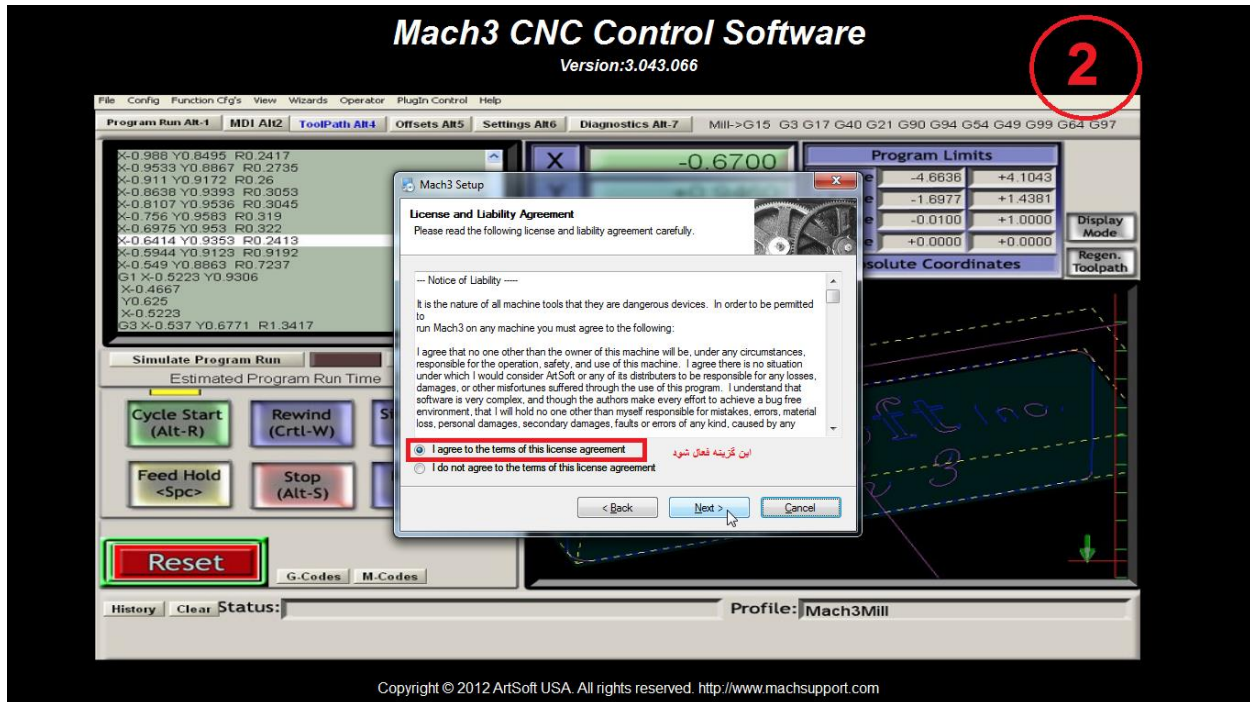 Mach3 CNC Control Software
Version:3.043.066
2
File Config Function Cfg's View Wizards Operator PlugIn Control Help
Program Run Alt-1 MDI Alt2 ToolPath Alt4 Offsets Alt5 Settings Alt6 Diagnostics Alt-7 Mill->G15 G3 G17 G40 G21 G90 G94 G54 G49 G99 G64 G97
X-0.988 Y0.8495 R0.2417
X-0.9533 Y0.8867 R0.2735
X-0.911 Y0.9172 R0.26
X-0.8638 Y0.9393 R0.3053
X-0.8107 Y0.9536 R0.3045
X-0.756 Y0.9583 R0.319
X-0.6975 Y0.953 R0.322
X-0.6414 Y0.9353 R0.2413
X-0.5944 Y0.9123 R0.9192
X-0.549 Y0.8863 R0.7237
G1 X-0.5223 Y0.9306
X-0.4667
Y0.625
X-0.5223
G3 X-0.537 Y0.6771 R1.3417
X -0.6700
Program Limits
-4.6636 +4.1043
-1.6977 +1.4381
-0.0100 +1.0000
+0.0000 +0.0000
solute Coordinates
Display
Mode
Regen.
Toolpath
Mach3 Setup
License and Liability Agreement
Please read the following license and liability agreement carefully.
--- Notice of Liability -----
It is the nature of all machine tools that they are dangerous devices. In order to be permitted
to
run Mach3 on any machine you must agree to the following:
I agree that no one other than the owner of this machine will be, under any circumstances,
responsible for the operation, safety, and use of this machine. I agree there is no situation
under which I would consider ArtSoft or any of its distributers to be responsible for any losses,
damages, or other misfortunes suffered through the use of this program. I understand that
software is very complex, and though the authors make every effort to achieve a bug free
environment, that I will hold no one other than myself responsible for mistakes, errors, material
loss, personal damages, secondary damages, faults or errors of any kind, caused by any
I agree to the terms of this license agreement
این گزینه فعال شود
I do not agree to the terms of this license agreement
< Back Next > Cancel
Simulate Program Run
Estimated Program Run Time
Cycle Start
(Alt-R)
Rewind
(Crtl-W)
Feed Hold
<Spc>
Stop
(Alt-S)
Reset
G-Codes M-Codes
History Clear Status: Profile: Mach3Mill
Copyright © 2012 ArtSoft USA. All rights reserved. http://www.machsupport.com